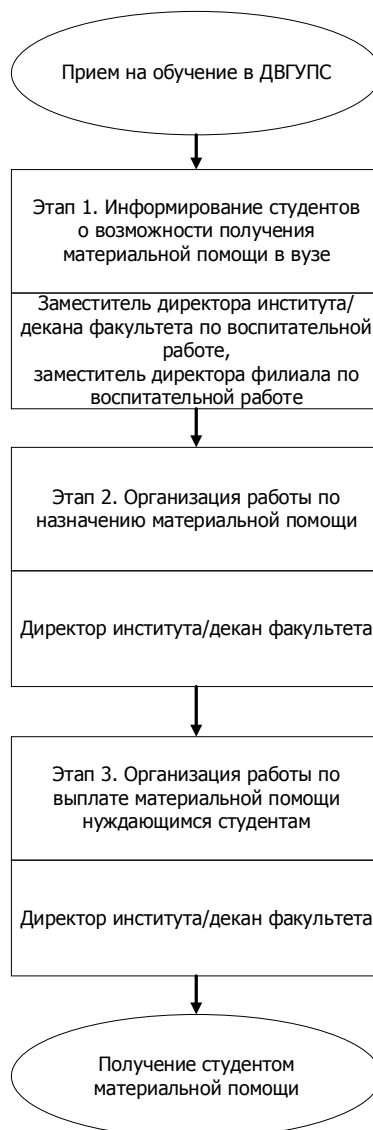 Прием на обучение в ДВГУПС
Этап 1. Информирование студентов
о возможности получения
материальной помощи в вузе
Заместитель директора института/
декана факультета по воспитательной
работе,
заместитель директора филиала по
воспитательной работе
Этап 2. Организация работы по
назначению материальной помощи
Директор института/декан факультета
Этап 3. Организация работы по
выплате материальной помощи
нуждающимся студентам
Директор института/декан факультета
Получение студентом
материальной помощи